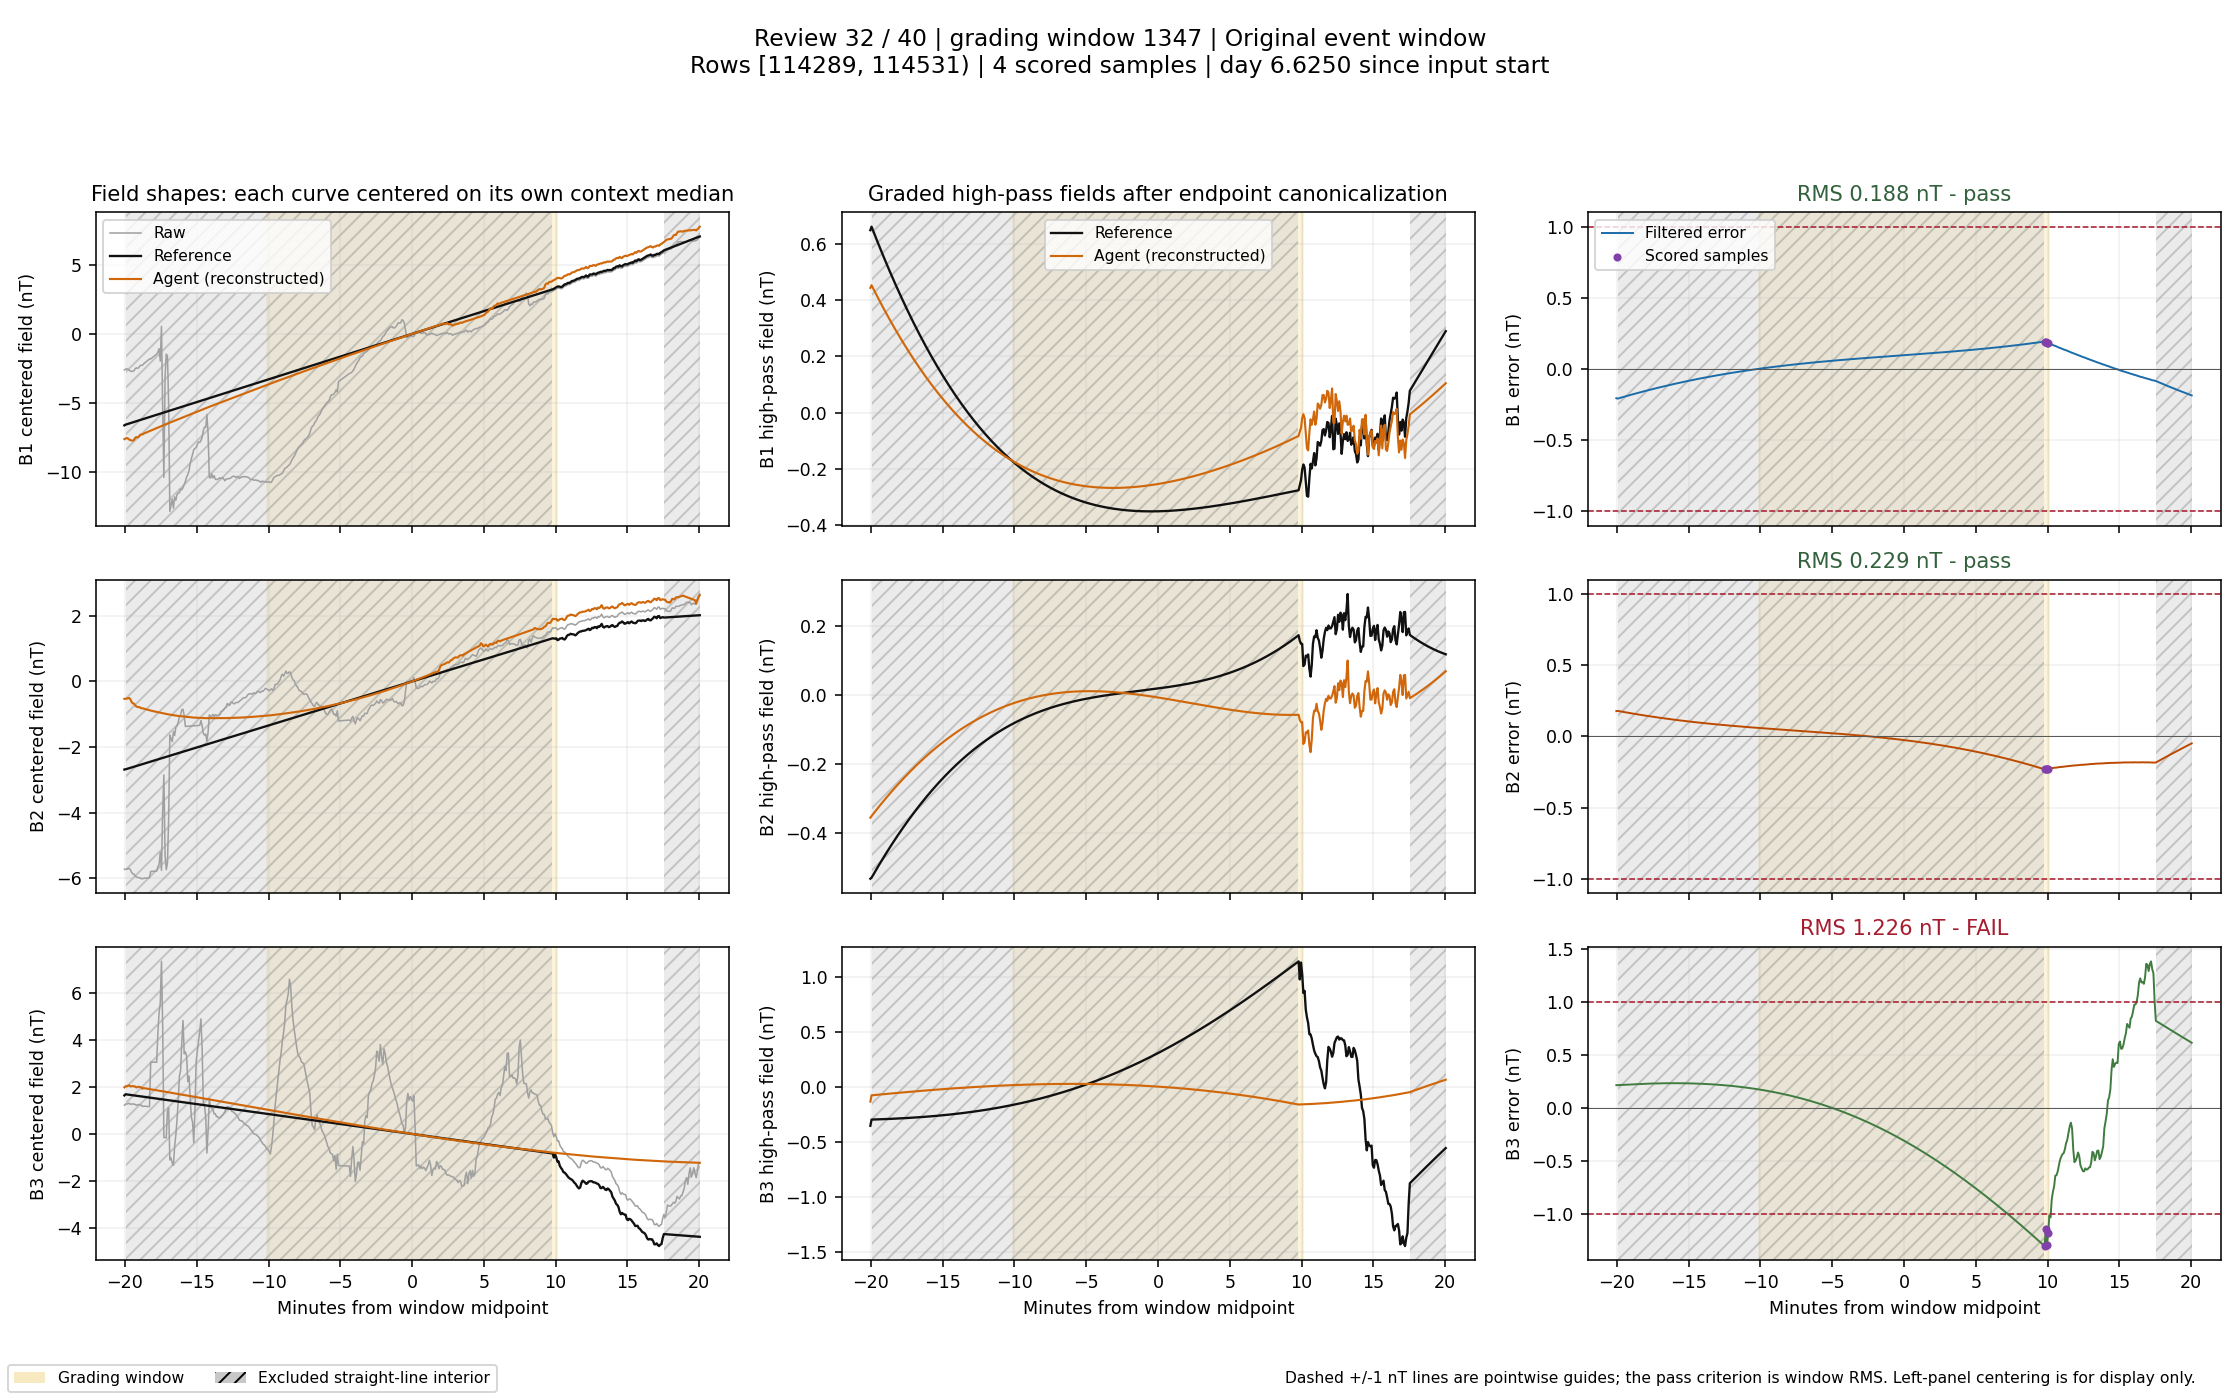 Review 32 / 40 | grading window 1347 | Original event window
Rows [114289, 114531) | 4 scored samples | day 6.6250 since input start
Field shapes: each curve centered on its own context median
Graded high-pass fields after endpoint canonicalization
RMS 0.188 nT - pass
B1 centered field (nT)
5
0
−5
−10
Raw
Reference
Agent (reconstructed)
B1 high-pass field (nT)
0.6
0.4
0.2
0.0
−0.2
−0.4
Reference
Agent (reconstructed)
B1 error (nT)
1.0
0.5
0.0
−0.5
−1.0
Filtered error
Scored samples
RMS 0.229 nT - pass
B2 centered field (nT)
2
0
−2
−4
−6
B2 high-pass field (nT)
0.2
0.0
−0.2
−0.4
B2 error (nT)
1.0
0.5
0.0
−0.5
−1.0
RMS 1.226 nT - FAIL
B3 centered field (nT)
6
4
2
0
−2
−4
−20 −15 −10 −5 0 5 10 15 20
Minutes from window midpoint
B3 high-pass field (nT)
1.0
0.5
0.0
−0.5
−1.0
−1.5
−20 −15 −10 −5 0 5 10 15 20
Minutes from window midpoint
B3 error (nT)
1.5
1.0
0.5
0.0
−0.5
−1.0
−20 −15 −10 −5 0 5 10 15 20
Minutes from window midpoint
Grading window
Excluded straight-line interior
Dashed +/-1 nT lines are pointwise guides; the pass criterion is window RMS. Left-panel centering is for display only.